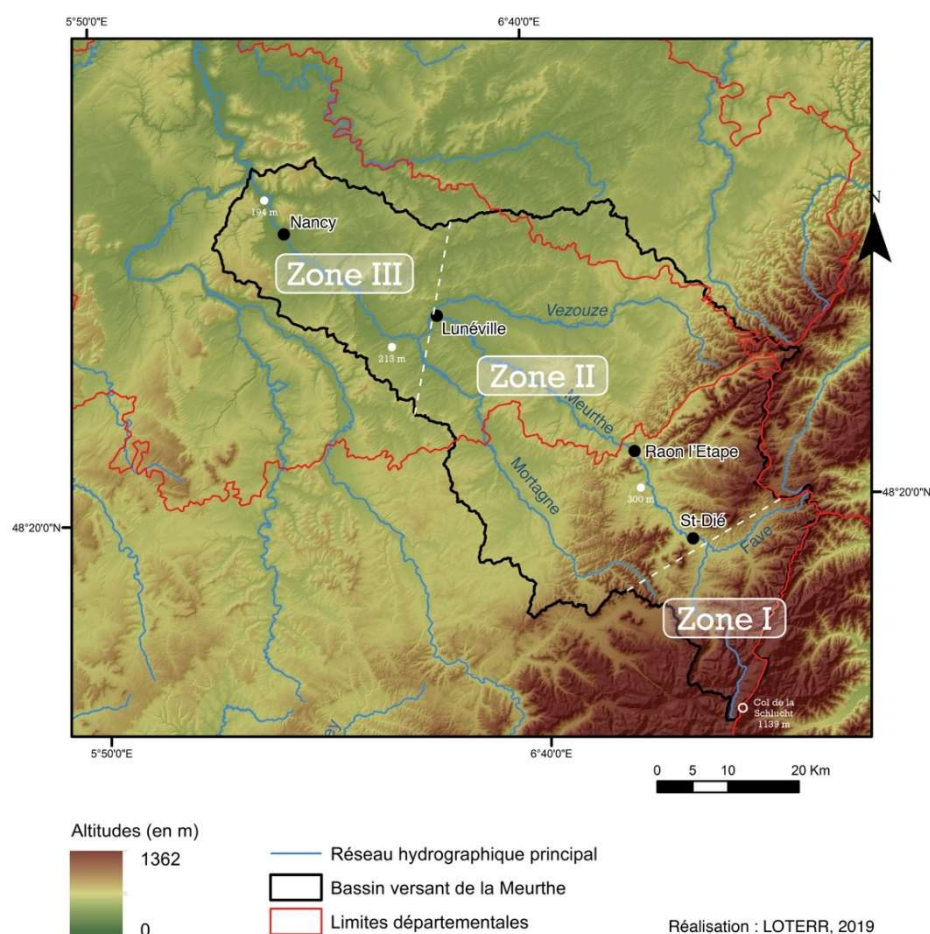 5°50'0"E
6°40'0"E
N
194 m
Nancy
Zone III
Vezouze
Lunéville
213 m
Zone II
Meurthe
Raon l'Etape
Mortagne
300 m
48°20'0"N
St-Dié
48°20'0"N
Fave
Zone I
Col de la
Schlucht
1139 m
ey
5°50'0"E
6°40'0"E
0 5 10 20 Km
Altitudes (en m)
1362
0
Réseau hydrographique principal
Bassin versant de la Meurthe
Limites départementales
Réalisation : LOTERR, 2019